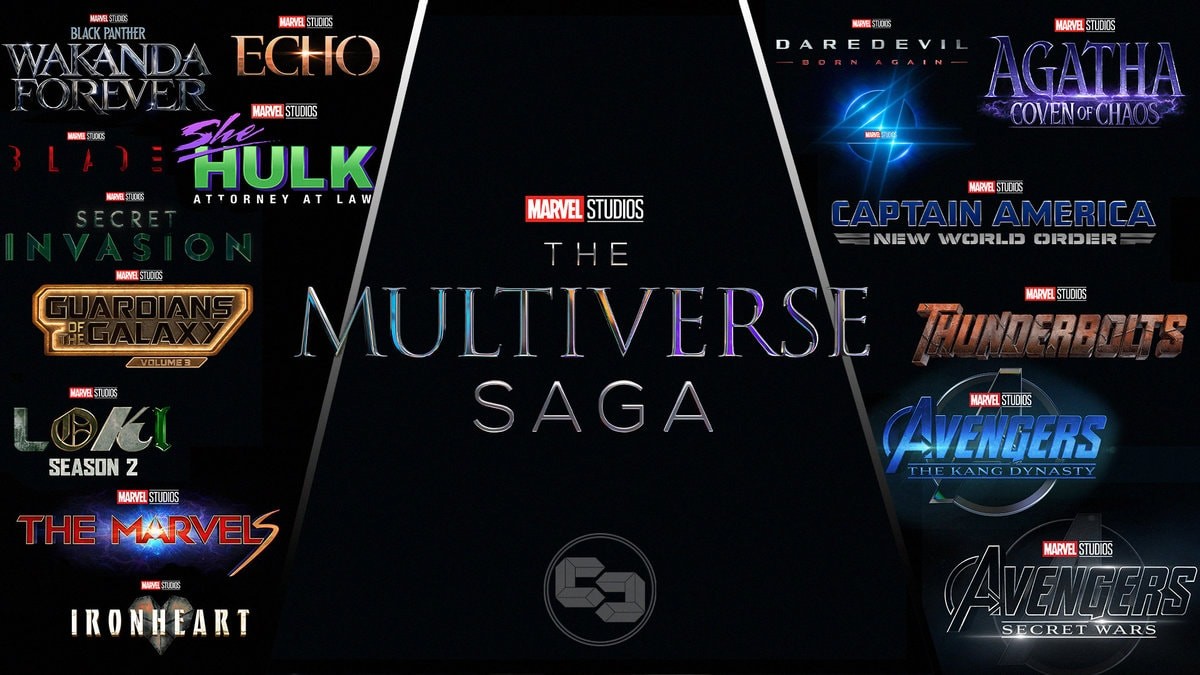 MARVEL STUDIOS
BLACK PANTHER
WAKANDA
FOREVER
MARVEL STUDIOS
ECHO
MARVEL STUDIOS
BLADE
MARVEL STUDIOS
She
HULK
ATTORNEY AT LAW
MARVEL STUDIOS
SECRET
INVASION
MARVEL STUDIOS
GUARDIANS
OF THE GALAXY
VOLUME 3
MARVEL STUDIOS
LOKI
SEASON 2
MARVEL STUDIOS
THE MARVELS
MARVEL STUDIOS
IRONHEART
MARVEL STUDIOS
THE
MULTIVERSE
SAGA
MARVEL STUDIOS
DAREDEVIL
BORN AGAIN
MARVEL STUDIOS
AGATHA
COVEN OF CHAOS
MARVEL STUDIOS
4
MARVEL STUDIOS
CAPTAIN AMERICA
NEW WORLD ORDER
MARVEL STUDIOS
THUNDERBOLTS
MARVEL STUDIOS
AVENGERS
THE KANG DYNASTY
MARVEL STUDIOS
AVENGERS
SECRET WARS